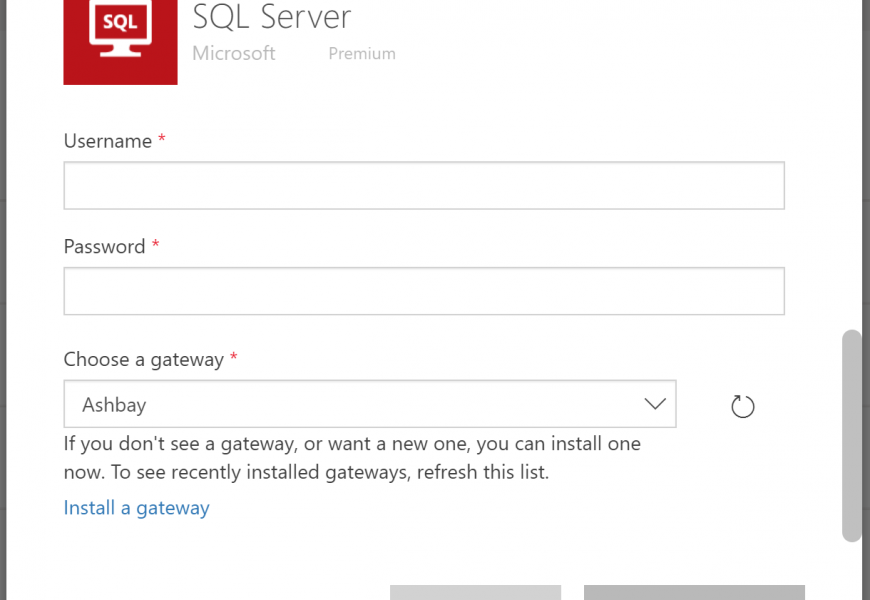 SQL
SQL Server
Microsoft Premium
Username *
Password *
Choose a gateway *
Ashbay
If you don't see a gateway, or want a new one, you can install one
now. To see recently installed gateways, refresh this list.
Install a gateway